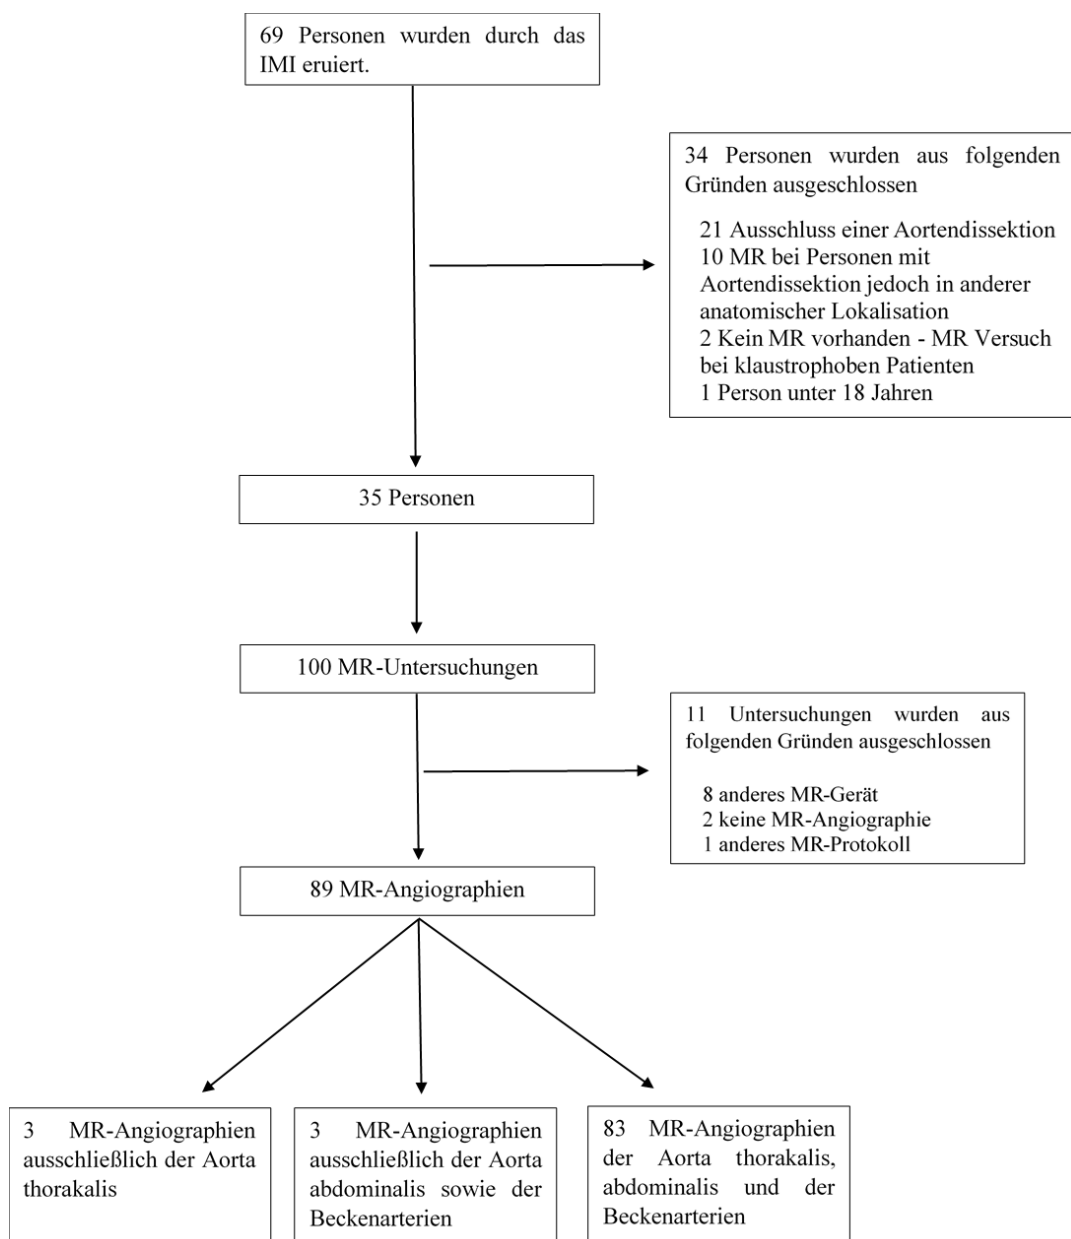 69 Personen wurden durch das
IMI eruiert.
34 Personen wurden aus folgenden
Gründen ausgeschlossen
21 Ausschluss einer Aortendissektion
10 MR bei Personen mit
Aortendissektion jedoch in anderer
anatomischer Lokalisation
2 Kein MR vorhanden - MR Versuch
bei klaustrophoben Patienten
1 Person unter 18 Jahren
35 Personen
100 MR-Untersuchungen
11 Untersuchungen wurden aus
folgenden Gründen ausgeschlossen
8 anderes MR-Gerät
2 keine MR-Angiographie
1 anderes MR-Protokoll
89 MR-Angiographien
3 MR-Angiographien
ausschließlich der Aorta
thorakalis
3 MR-Angiographien
ausschließlich der Aorta
abdominalis sowie der
Beckenarterien
83 MR-Angiographien
der Aorta thorakalis,
abdominalis und der
Beckenarterien